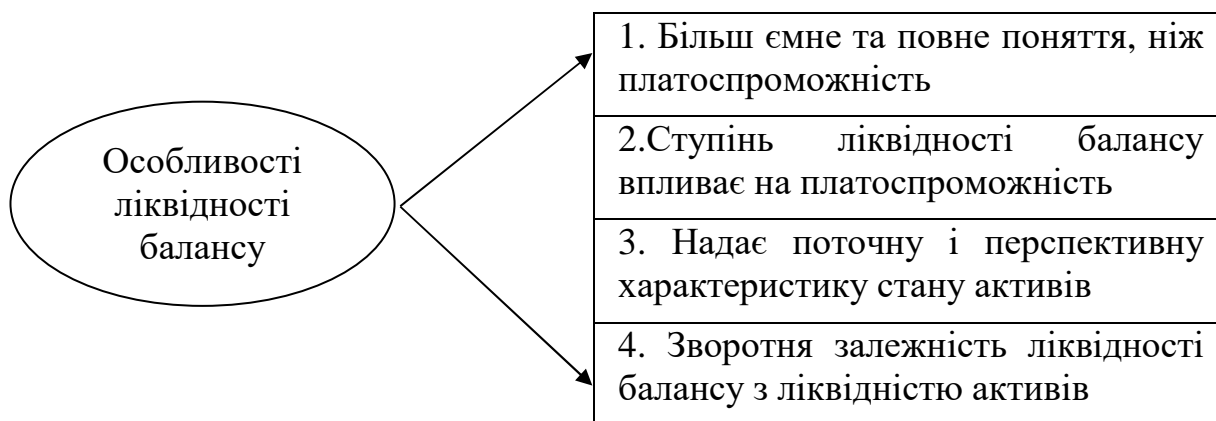 Особливості
ліквідності
балансу
1. Більш ємне та повне поняття, ніж
платоспроможність
2.Ступінь ліквідності балансу
впливає на платоспроможність
3. Надає поточну і перспективну
характеристику стану активів
4. Зворотня залежність ліквідності
балансу з ліквідністю активів